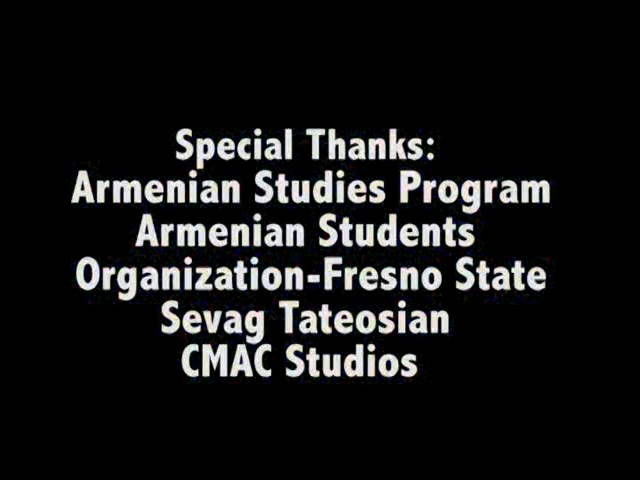 Special Thanks:
Armenian Studies Program
Armenian Students
Organization-Fresno State
Sevag Tateosian
CMAC Studios